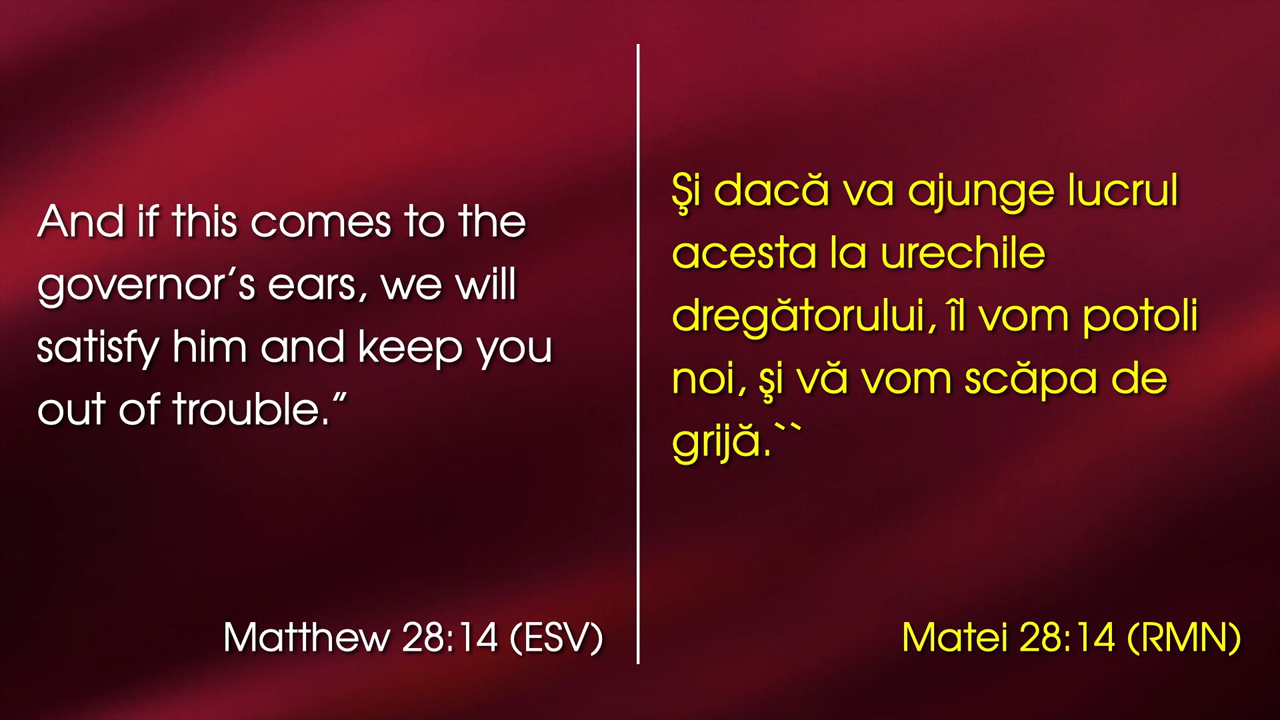 And if this comes to the
governor’s ears, we will
satisfy him and keep you
out of trouble.”
Matthew 28:14 (ESV)
Şi dacă va ajunge lucrul
acesta la urechile
dregătorului, îl vom potoli
noi, şi vă vom scăpa de
grijă.``
Matei 28:14 (RMN)